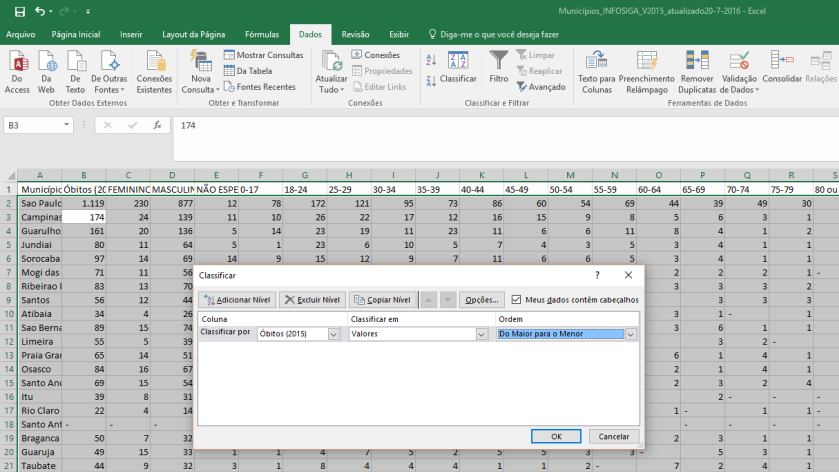 Municípios_INFOSIGA_V2015_atualizado20-7-2016 - Excel
Arquivo Página Inicial Inserir Layout da Página Fórmulas Dados Revisão Exibir Diga-me o que você deseja fazer
Do Access Da Web De Texto De Outras Fontes Conexões Existentes Nova Consulta Mostrar Consultas Da Tabela Fontes Recentes Atualizar Tudo Conexões Propriedades Editar Links Classificar Filtro Limpar Reaplicar Avançado Texto para Colunas Preenchimento Relâmpago Remover Duplicatas Validação de Dados Consolidar Relações
Obter Dados Externos Obter e Transformar Conexões Classificar e Filtrar Ferramentas de Dados
B3 fx 174
A B C D E F G H I J K L M N O P Q R S
1 Municípic Óbitos (20 FEMININO MASCULIN NÃO ESPE 0-17 18-24 25-29 30-34 35-39 40-44 45-49 50-54 55-59 60-64 65-69 70-74 75-79 80 ou
2 Sao Paulo 1.119 230 877 12 78 172 121 95 73 86 60 54 69 44 39 49 30
3 Campinas 174 24 139 11 10 26 22 17 12 16 15 9 8 5 6 3 1
4 Guarulho 161 20 136 5 14 23 19 11 23 11 6 6 11 8 4 1 2
5 Jundiai 80 11 64 5 1 23 6 10 5 7 4 3 5 3 4 1 1
6 Sorocaba 97 14 69 14 9 15 12 9 7 11 6 6 5 3 4 1 1
7 Mogi das 71 11 56 2 2 2 1 -
8 Ribeirao 83 13 70 3 3 3 2
9 Santos 56 12 44 3 3 3
10 Atibaia 34 4 26 3 1 - 1
11 Sao Berna 89 15 74 3 6 1 1
12 Limeira 55 5 39 3 2 -
13 Praia Grar 65 14 51 6 1 4 1
14 Osasco 84 16 67 2 1 4 1
15 Santo And 69 15 54 2 3 2 4
16 Itu 39 8 31 2 - - -
17 Rio Claro 22 4 14 1 - 1 1 -
18 Santo Ant - - - - - -
19 Braganca 50 7 32 2 3 1 1
20 Guaruja 49 15 33 1 1 4 7 5 2 5 5 3 3 - 5 3 1
21 Taubate 44 9 32 3 1 8 4 4 4 1 1 2 - 7 2 4 1
Classificar ?
Adicionar Nível Excluir Nível Copiar Nível Opções... Meus dados contêm cabeçalhos
Coluna Classificar em Ordem
Classificar por Óbitos (2015) Valores Do Maior para o Menor
OK Cancelar